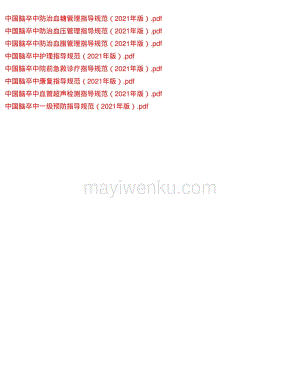 中国脑卒中防治血糖管理指导规范（2021年版）.pdf
中国脑卒中防治血压管理指导规范（2021年版）.pdf
中国脑卒中防治血脂管理指导规范（2021年版）.pdf
中国脑卒中护理指导规范（2021年版）.pdf
中国脑卒中院前急救诊疗指导规范（2021年版）.pdf
中国脑卒中康复指导规范（2021年版）.pdf
中国脑卒中血管超声检测指导规范（2021年版）.pdf
中国脑卒中一级预防指导规范（2021年版）.pdf
mayiwenku.com